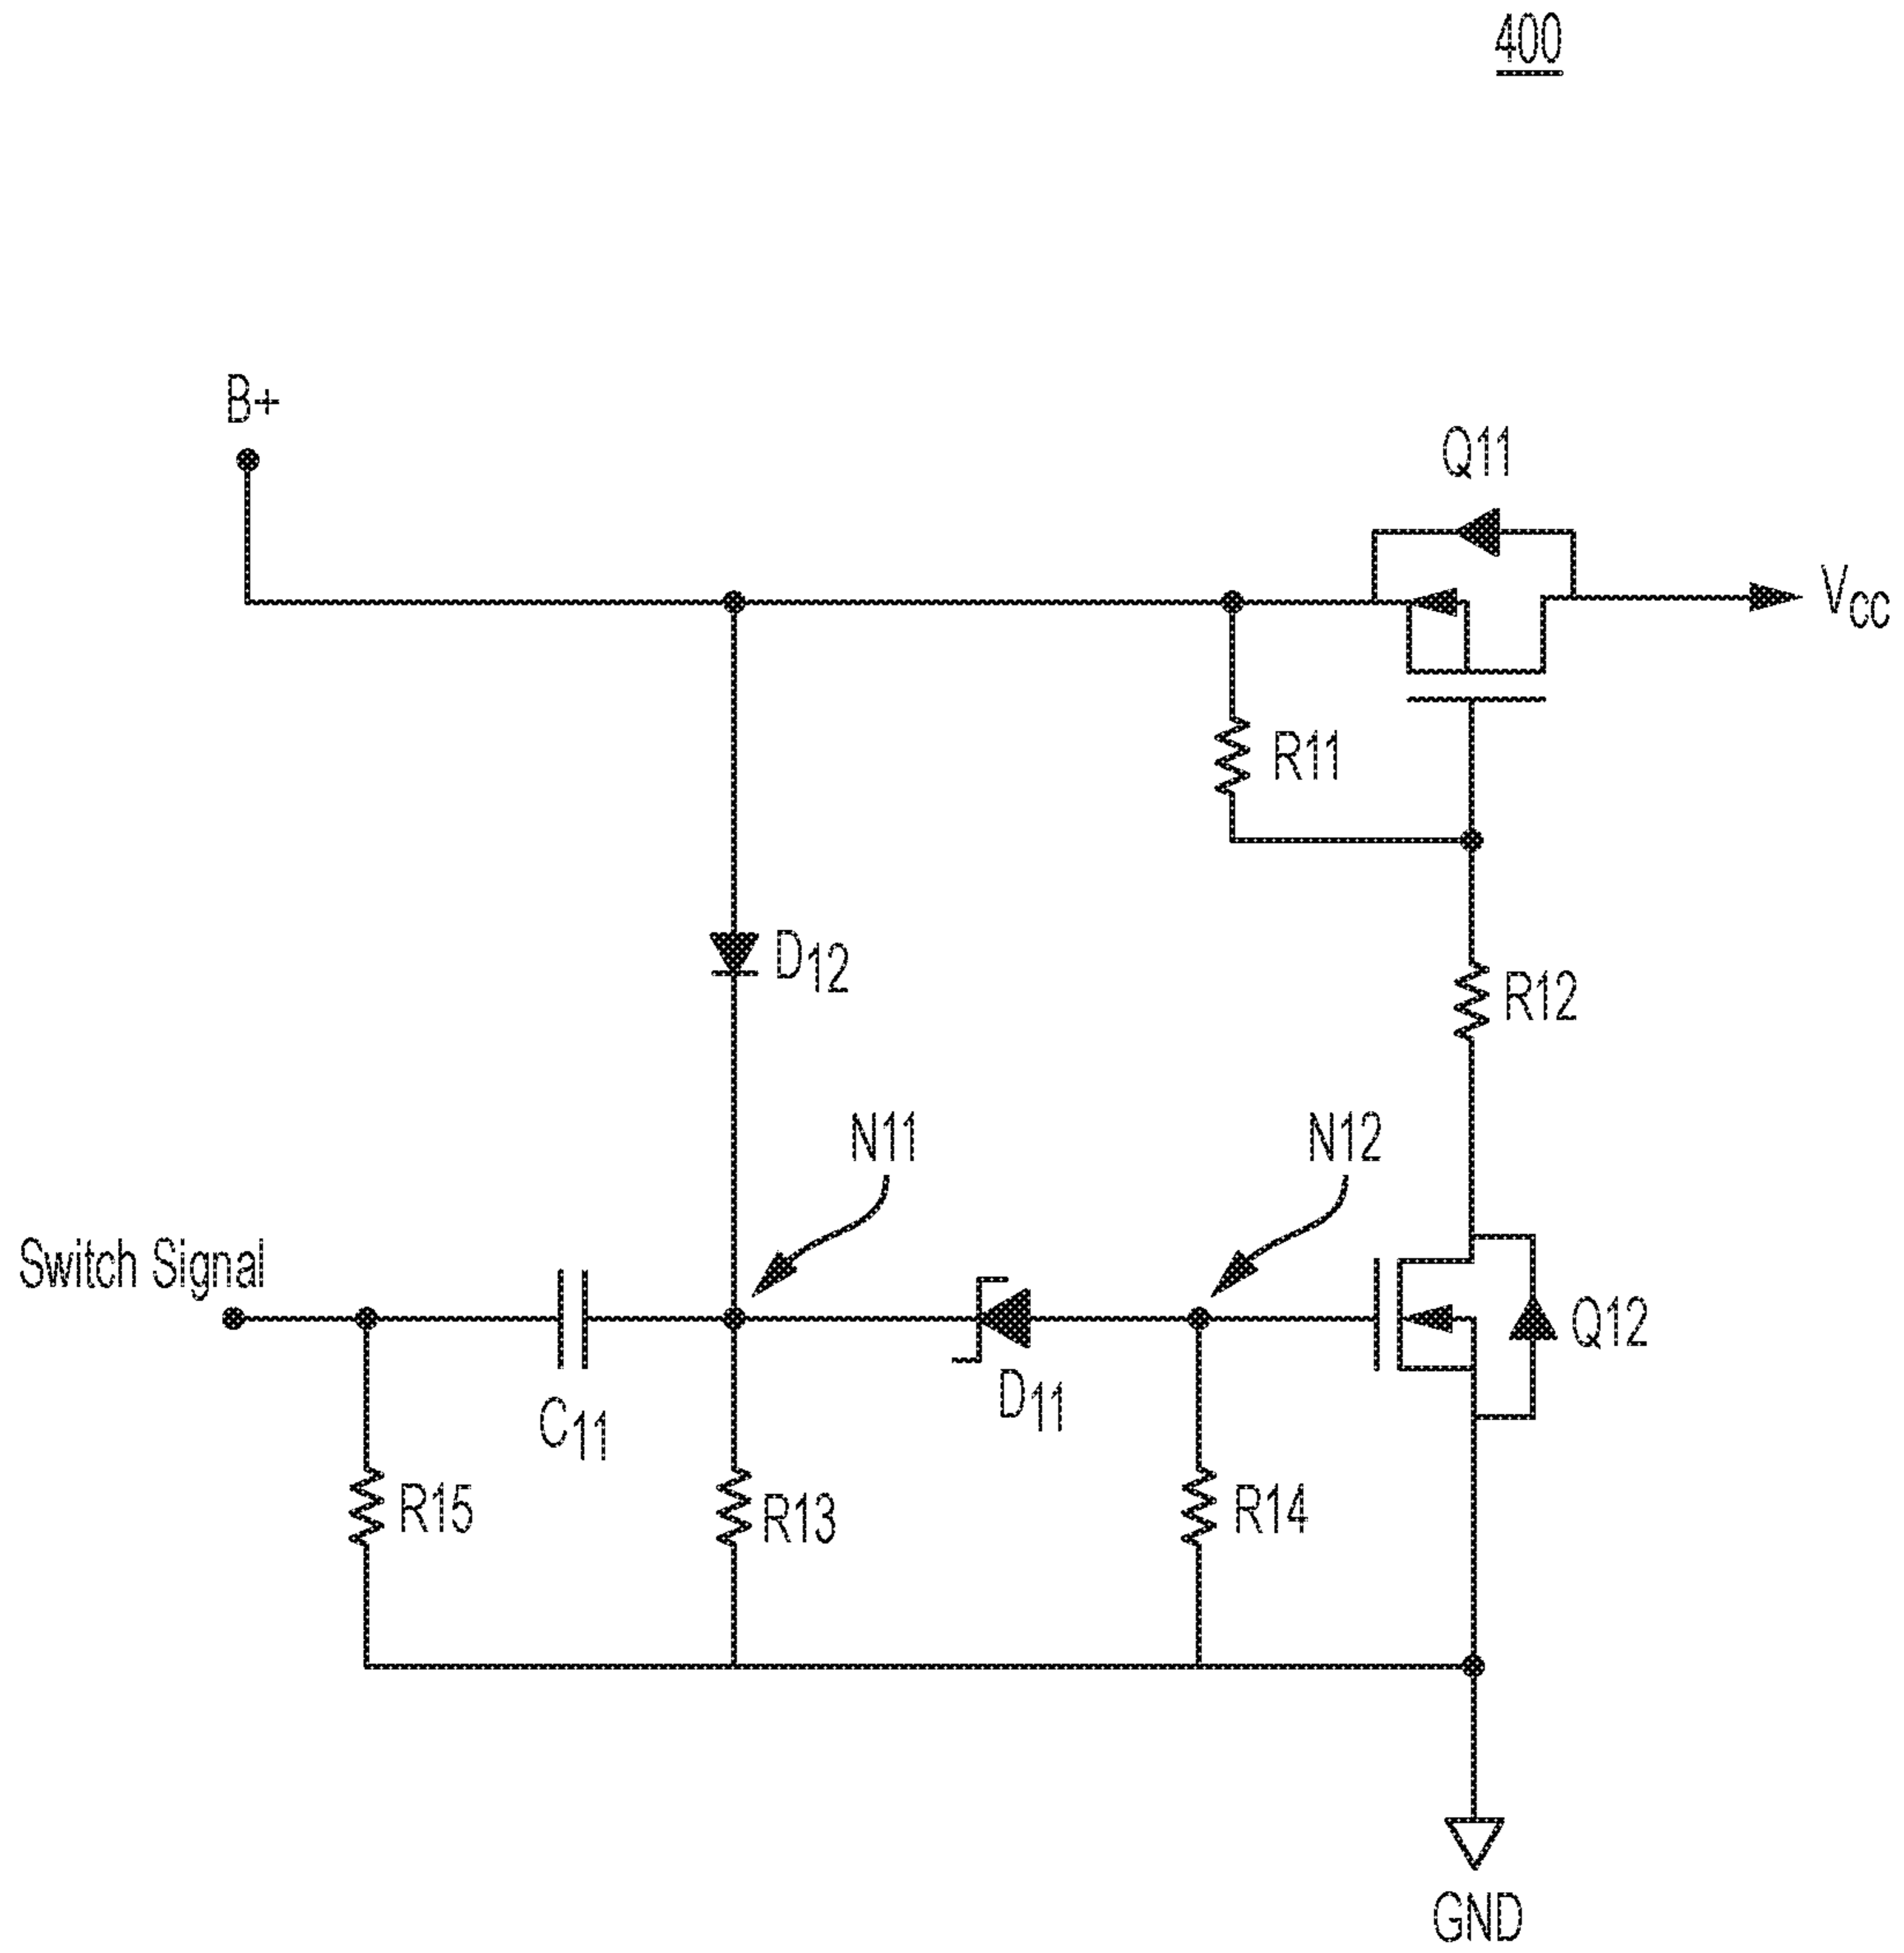 400
B+
Q11
VCC
R11
D12
R12
N11
N12
Switch Signal
Q12
C11
D11
R15
R13
R14
GND